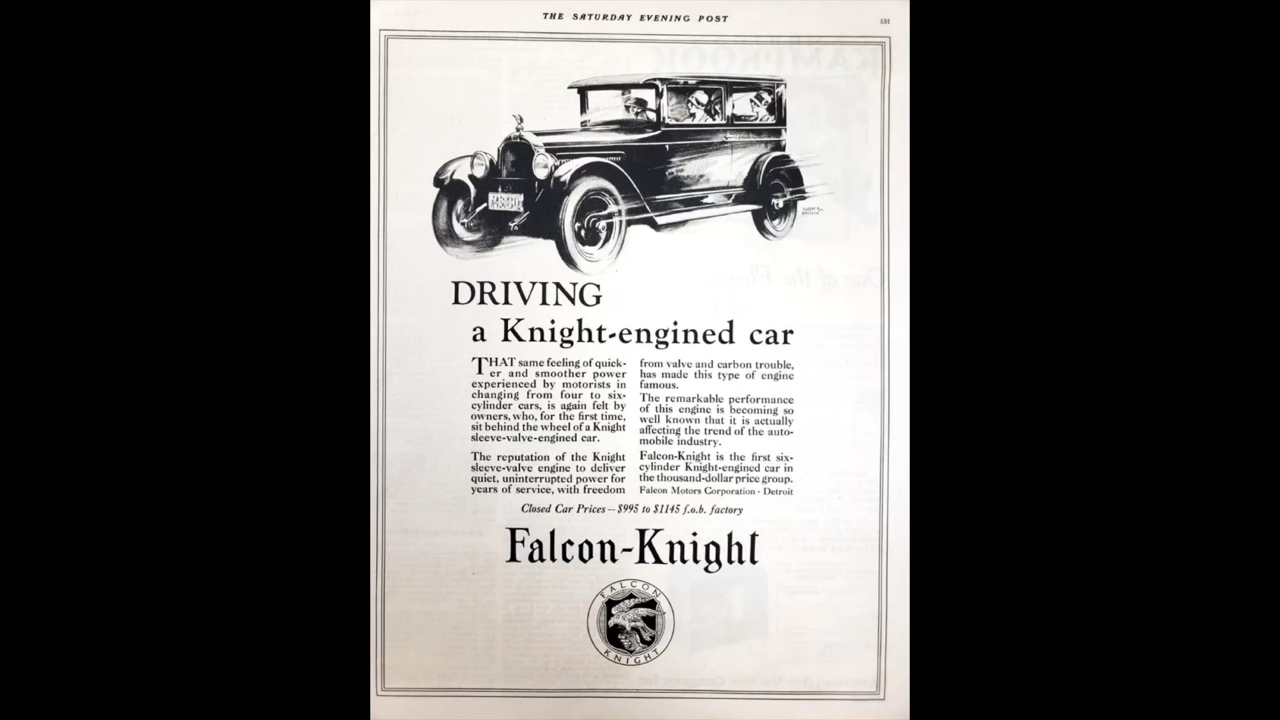 THE SATURDAY EVENING POST
131
DRIVING
a Knight-engined car
THAT same feeling of quick-
er and smoother power
experienced by motorists in
changing from four to six-
cylinder cars, is again felt by
owners, who, for the first time,
sit behind the wheel of a Knight
sleeve-valve-engined car.
The reputation of the Knight
sleeve-valve engine to deliver
quiet, uninterrupted power for
years of service, with freedom
from valve and carbon trouble,
has made this type of engine
famous.
The remarkable performance
of this engine is becoming so
well known that it is actually
affecting the trend of the auto-
mobile industry.
Falcon-Knight is the first six-
cylinder Knight-engined car in
the thousand-dollar price group.
Falcon Motors Corporation · Detroit
Closed Car Prices—$995 to $1145 f.o.b. factory
Falcon-Knight
FALCON
KNIGHT